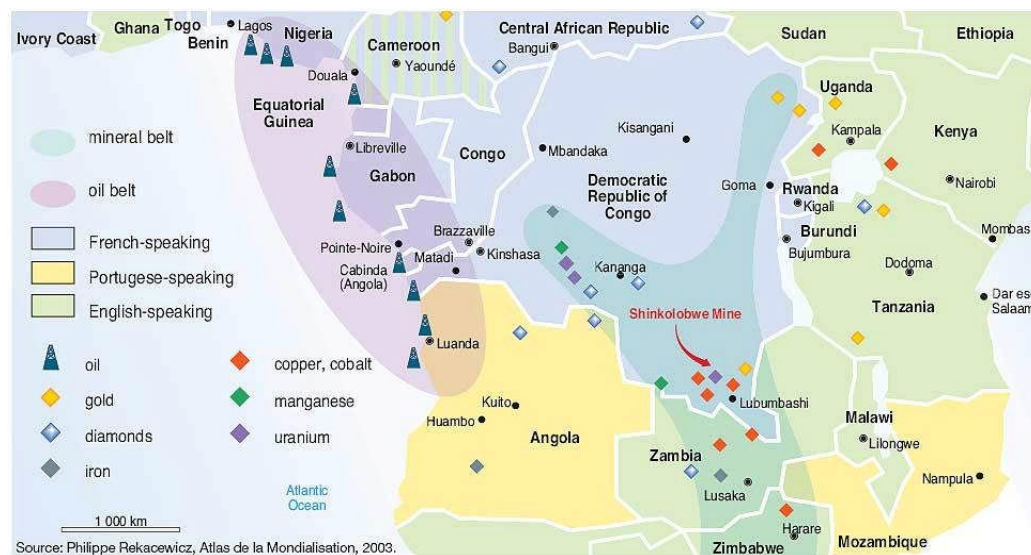 Ivory Coast
Ghana
Togo
Benin
Lagos
Nigeria
Cameroon
Central African Republic
Bangui
Sudan
Ethiopia
Douala
Yaoundé
Equatorial
Guinea
Uganda
Kampala
Kenya
Nairobi
mineral belt
oil belt
Libreville
Gabon
Congo
Mbandaka
Kisangani
Democratic
Republic of
Congo
Goma
Rwanda
Kigali
Burundi
Bujumbura
Mombas
Dodoma
Dar es
Salaam
Tanzania
French-speaking
Portugese-speaking
English-speaking
Pointe-Noire
Brazzaville
Kinshasa
Matadi
Cabinda
(Angola)
Kananga
Shinkolobwe Mine
Luanda
oil
gold
diamonds
iron
copper, cobalt
manganese
uranium
Kuito
Huambo
Angola
Lubumbashi
Malawi
Lilongwe
Zambia
Lusaka
Nampula
Harare
Zimbabwe
Mozambique
Atlantic
Ocean
1 000 km
Source: Philippe Rekacewicz, Atlas de la Mondialisation, 2003.